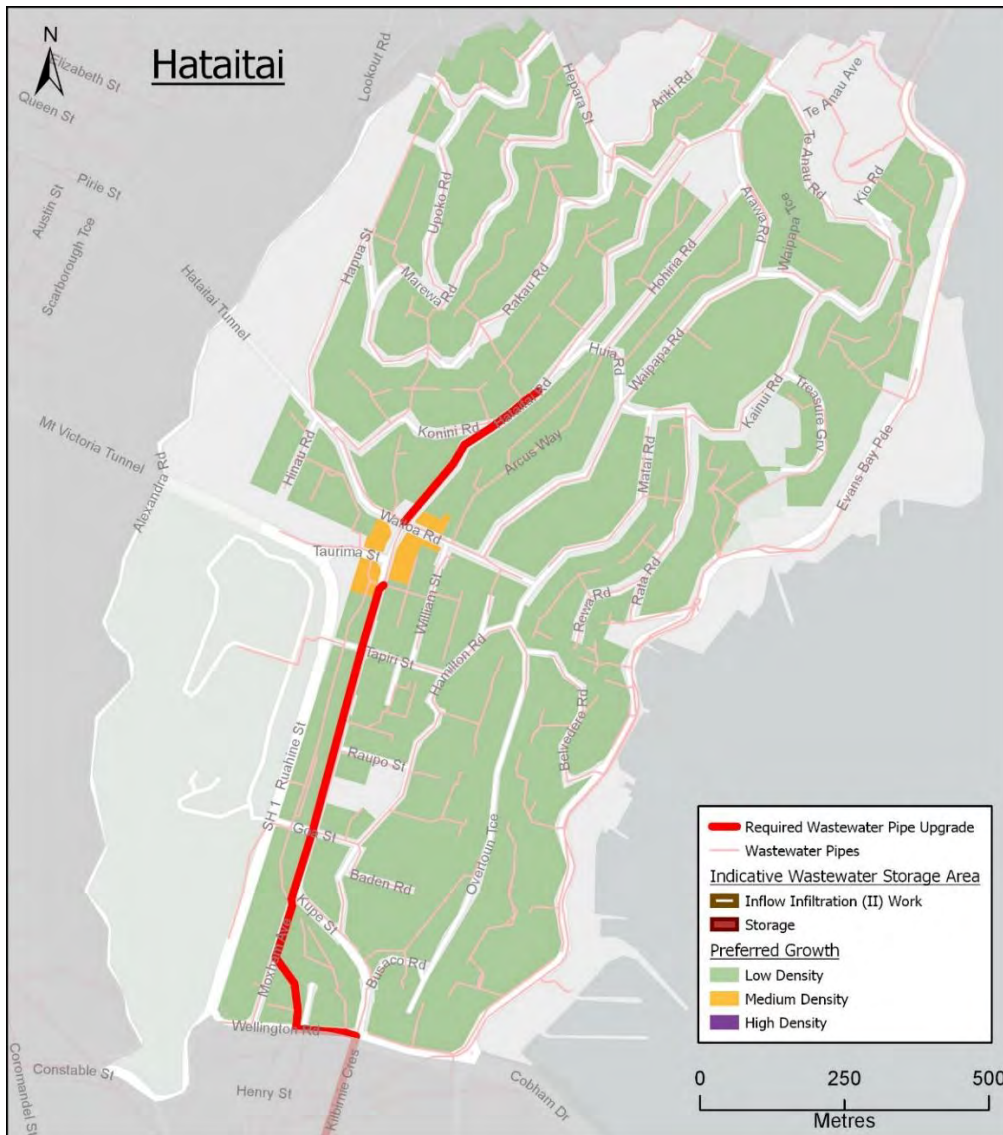 N
Hataitai
Elizabeth St
Queen St
Pirie St
Austin St
Scarborough Tce
Lookout Rd
Hataitai Tunnel
Mt Victoria Tunnel
Alexandra Rd
Hepara St
Ariki Rd
Te Anau Ave
Te Anau Rd
Kio Rd
Upoko Rd
Hapua St
Marewa Rd
Rakau Rd
Hohiria Rd
Arawa Rd
Waipapa Tce
Huia Rd
Waipapa Rd
Hataitai Rd
Konini Rd
Arcus Way
Hinau Rd
Matai Rd
Kainui Rd
Treasure Grv
Evans Bay Pde
Waitoa Rd
Taurima St
William St
Rewa Rd
Rata Rd
Tapiri St
Hamilton Rd
Belvedere Rd
Raupo St
SH 1
Ruahine St
Goa St
Overtoun Tce
Baden Rd
Kupe St
Moxham Ave
Busaco Rd
Wellington Rd
Constable St
Coromandel St
Henry St
Kilbirnie Cres
Cobham Dr
Required Wastewater Pipe Upgrade
Wastewater Pipes
Indicative Wastewater Storage Area
Inflow Infiltration (II) Work
Storage
Preferred Growth
Low Density
Medium Density
High Density
0 250 500
Metres